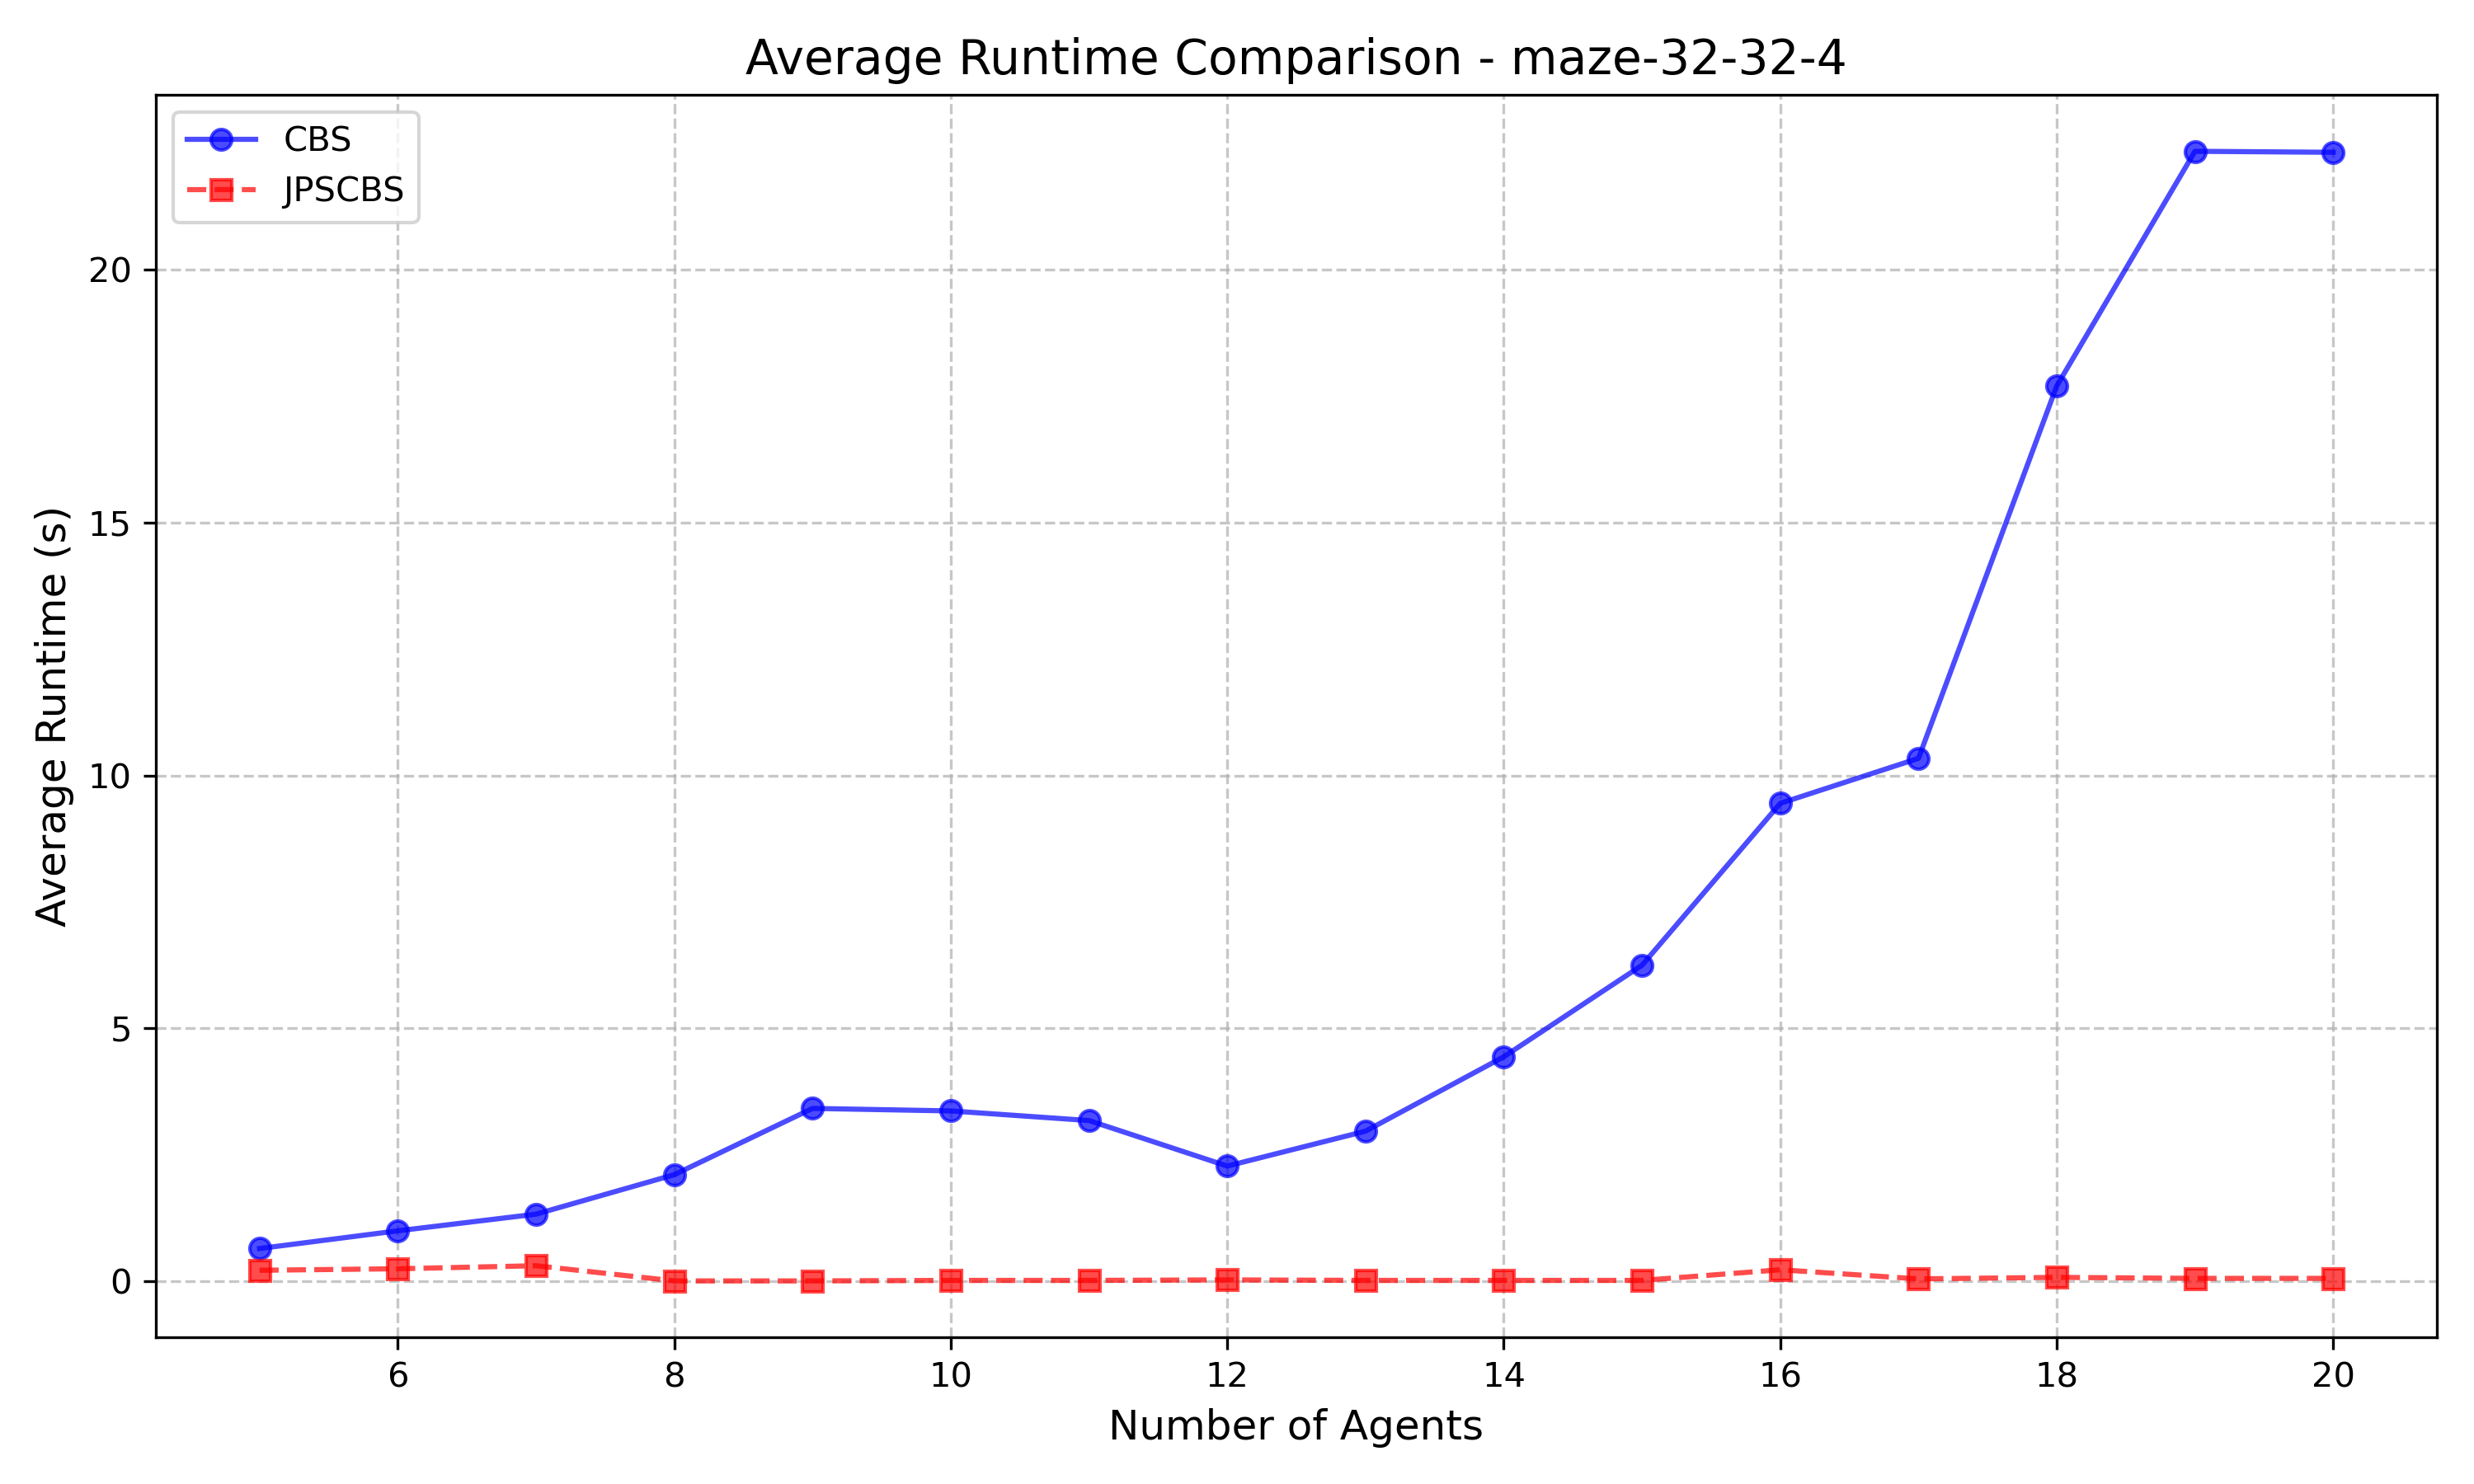 Average Runtime Comparison - maze-32-32-4
CBS
JPSCBS
Average Runtime (s)
20
15
10
5
0
6 8 10 12 14 16 18 20
Number of Agents